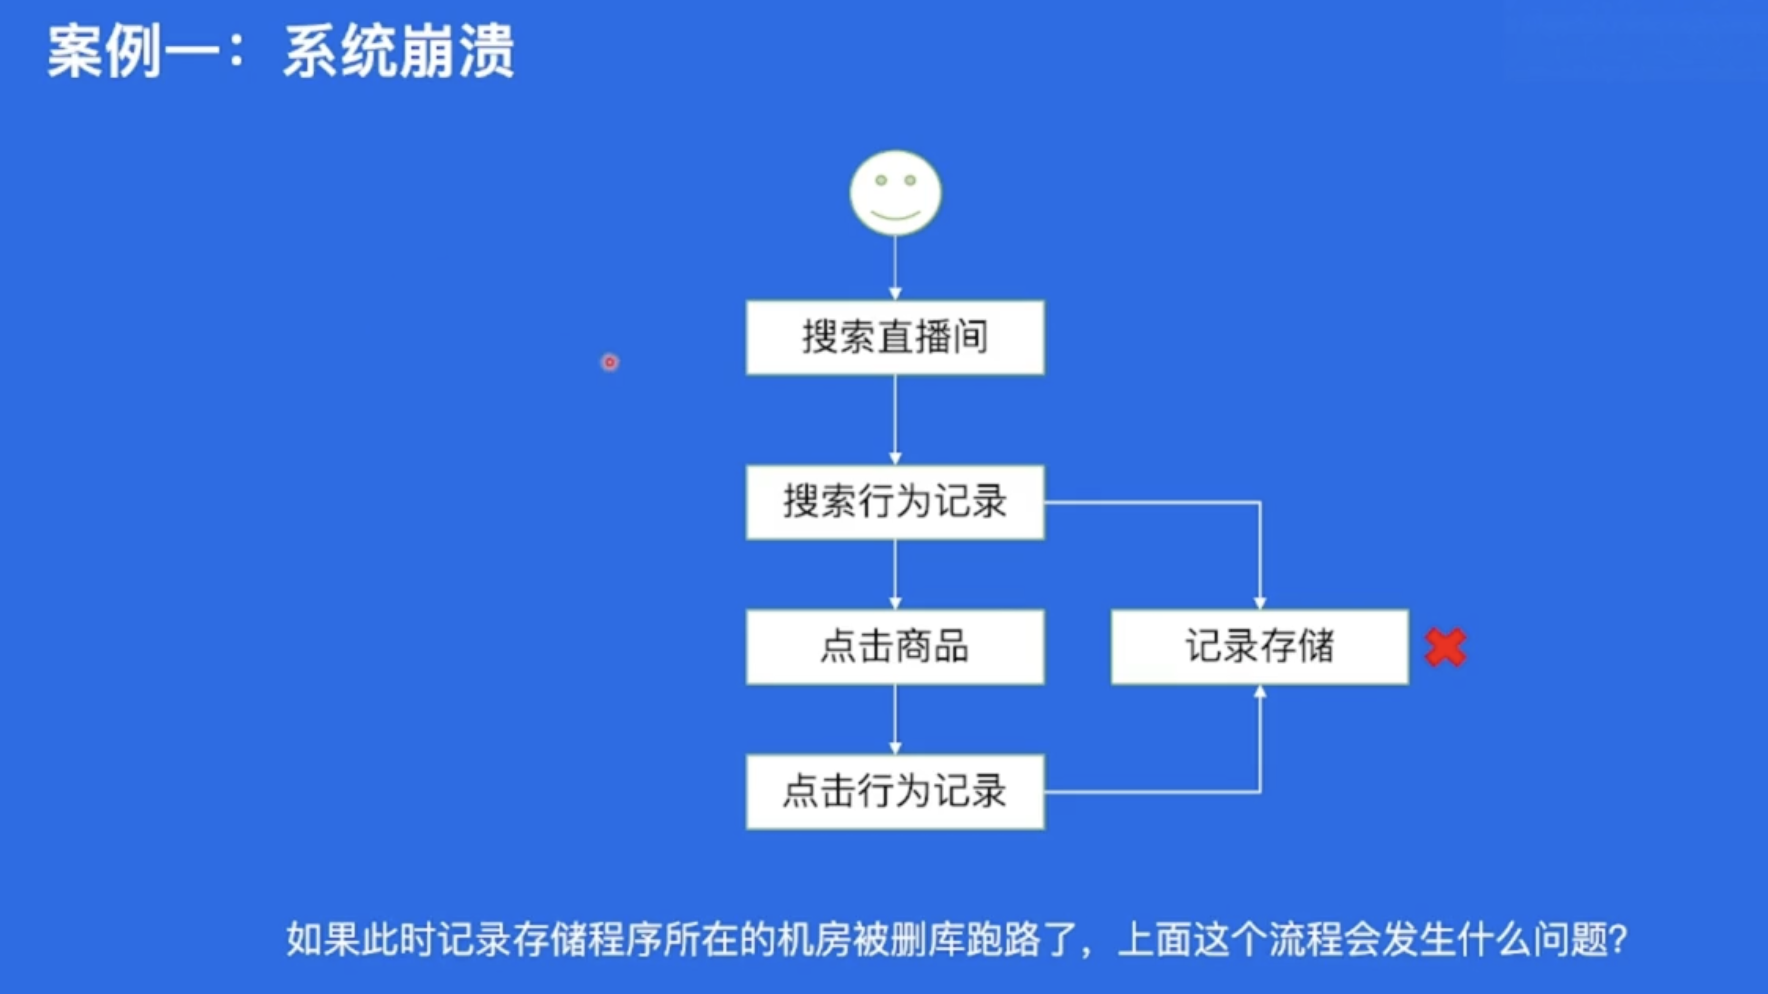 案例一：系统崩溃
搜索直播间
搜索行为记录
点击商品
记录存储
点击行为记录
如果此时记录存储程序所在的机房被删库跑路了，上面这个流程会发生什么问题？